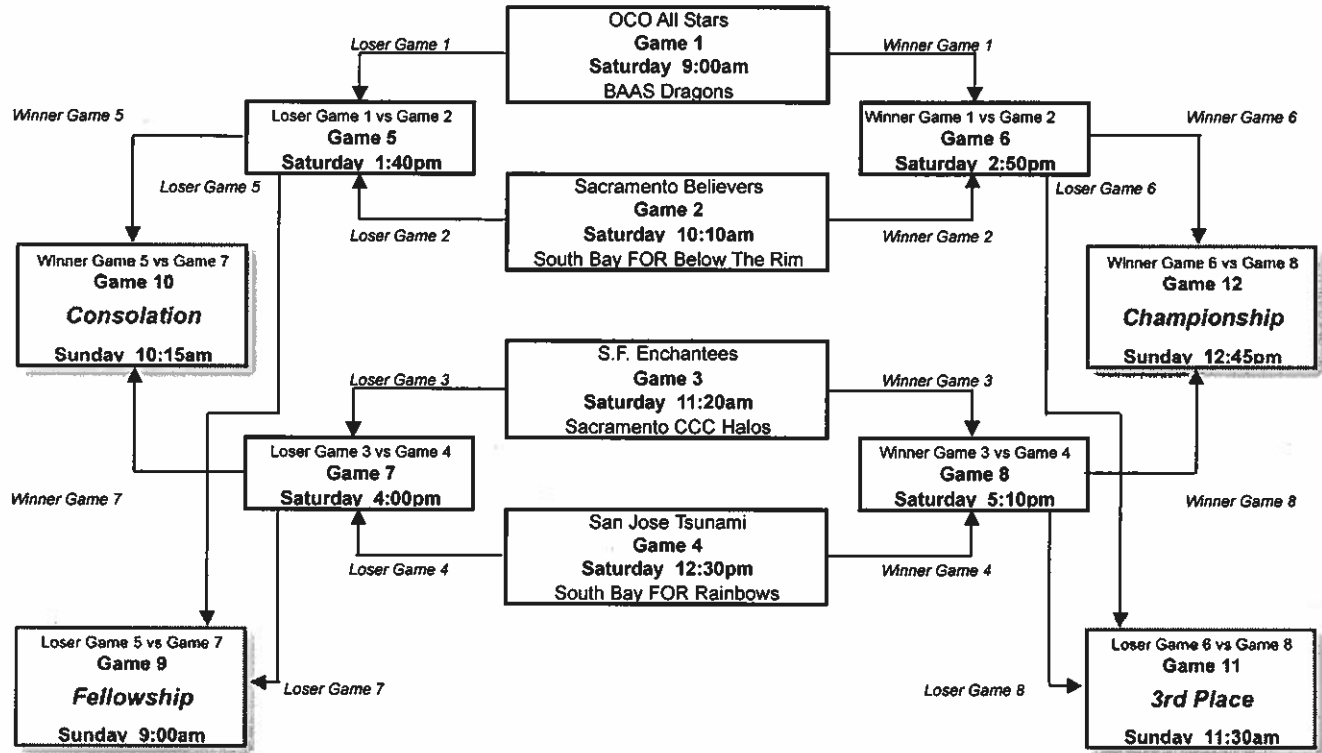 OCO All Stars
Game 1
Saturday 9:00am
BAAS Dragons
Loser Game 1
Winner Game 1
Winner Game 5
Loser Game 1 vs Game 2
Game 5
Saturday 1:40pm
Winner Game 1 vs Game 2
Game 6
Saturday 2:50pm
Winner Game 6
Loser Game 5
Loser Game 6
Sacramento Believers
Game 2
Saturday 10:10am
South Bay FOR Below The Rim
Loser Game 2
Winner Game 2
Winner Game 5 vs Game 7
Game 10
Consolation
Sunday 10:15am
Winner Game 6 vs Game 8
Game 12
Championship
Sunday 12:45pm
S.F. Enchantees
Game 3
Saturday 11:20am
Sacramento CCC Halos
Loser Game 3
Winner Game 3
Loser Game 3 vs Game 4
Game 7
Saturday 4:00pm
Winner Game 3 vs Game 4
Game 8
Saturday 5:10pm
Winner Game 7
Winner Game 8
San Jose Tsunami
Game 4
Saturday 12:30pm
South Bay FOR Rainbows
Loser Game 4
Winner Game 4
Loser Game 5 vs Game 7
Game 9
Fellowship
Sunday 9:00am
Loser Game 7
Loser Game 8
Loser Game 6 vs Game 8
Game 11
3rd Place
Sunday 11:30am